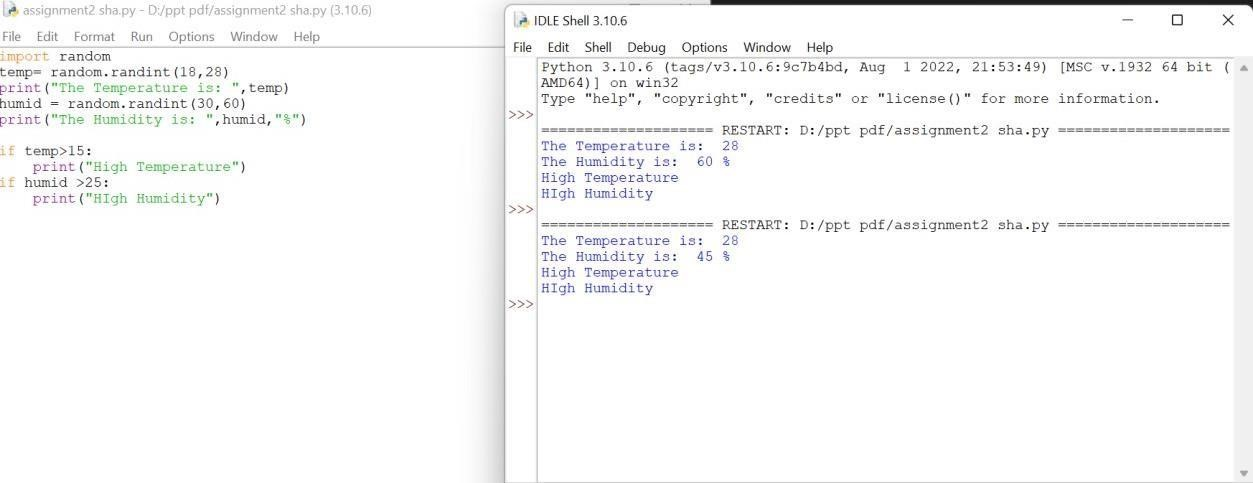 assignment2 sha.py - D:/ppt pdf/assignment2 sha.py (3.10.6)
File Edit Format Run Options Window Help
import random
temp= random.randint(18,28)
print("The Temperature is: ",temp)
humid = random.randint(30,60)
print("The Humidity is: ",humid,"%")
if temp>15:
    print("High Temperature")
if humid >25:
    print("HIgh Humidity")
IDLE Shell 3.10.6
File Edit Shell Debug Options Window Help
Python 3.10.6 (tags/v3.10.6:9c7b4bd, Aug  1 2022, 21:53:49) [MSC v.1932 64 bit (
AMD64)] on win32
Type "help", "copyright", "credits" or "license()" for more information.
>>>
==================== RESTART: D:/ppt pdf/assignment2 sha.py ====================
The Temperature is:  28
The Humidity is:  60 %
High Temperature
HIgh Humidity
>>>
==================== RESTART: D:/ppt pdf/assignment2 sha.py ====================
The Temperature is:  28
The Humidity is:  45 %
High Temperature
HIgh Humidity
>>>